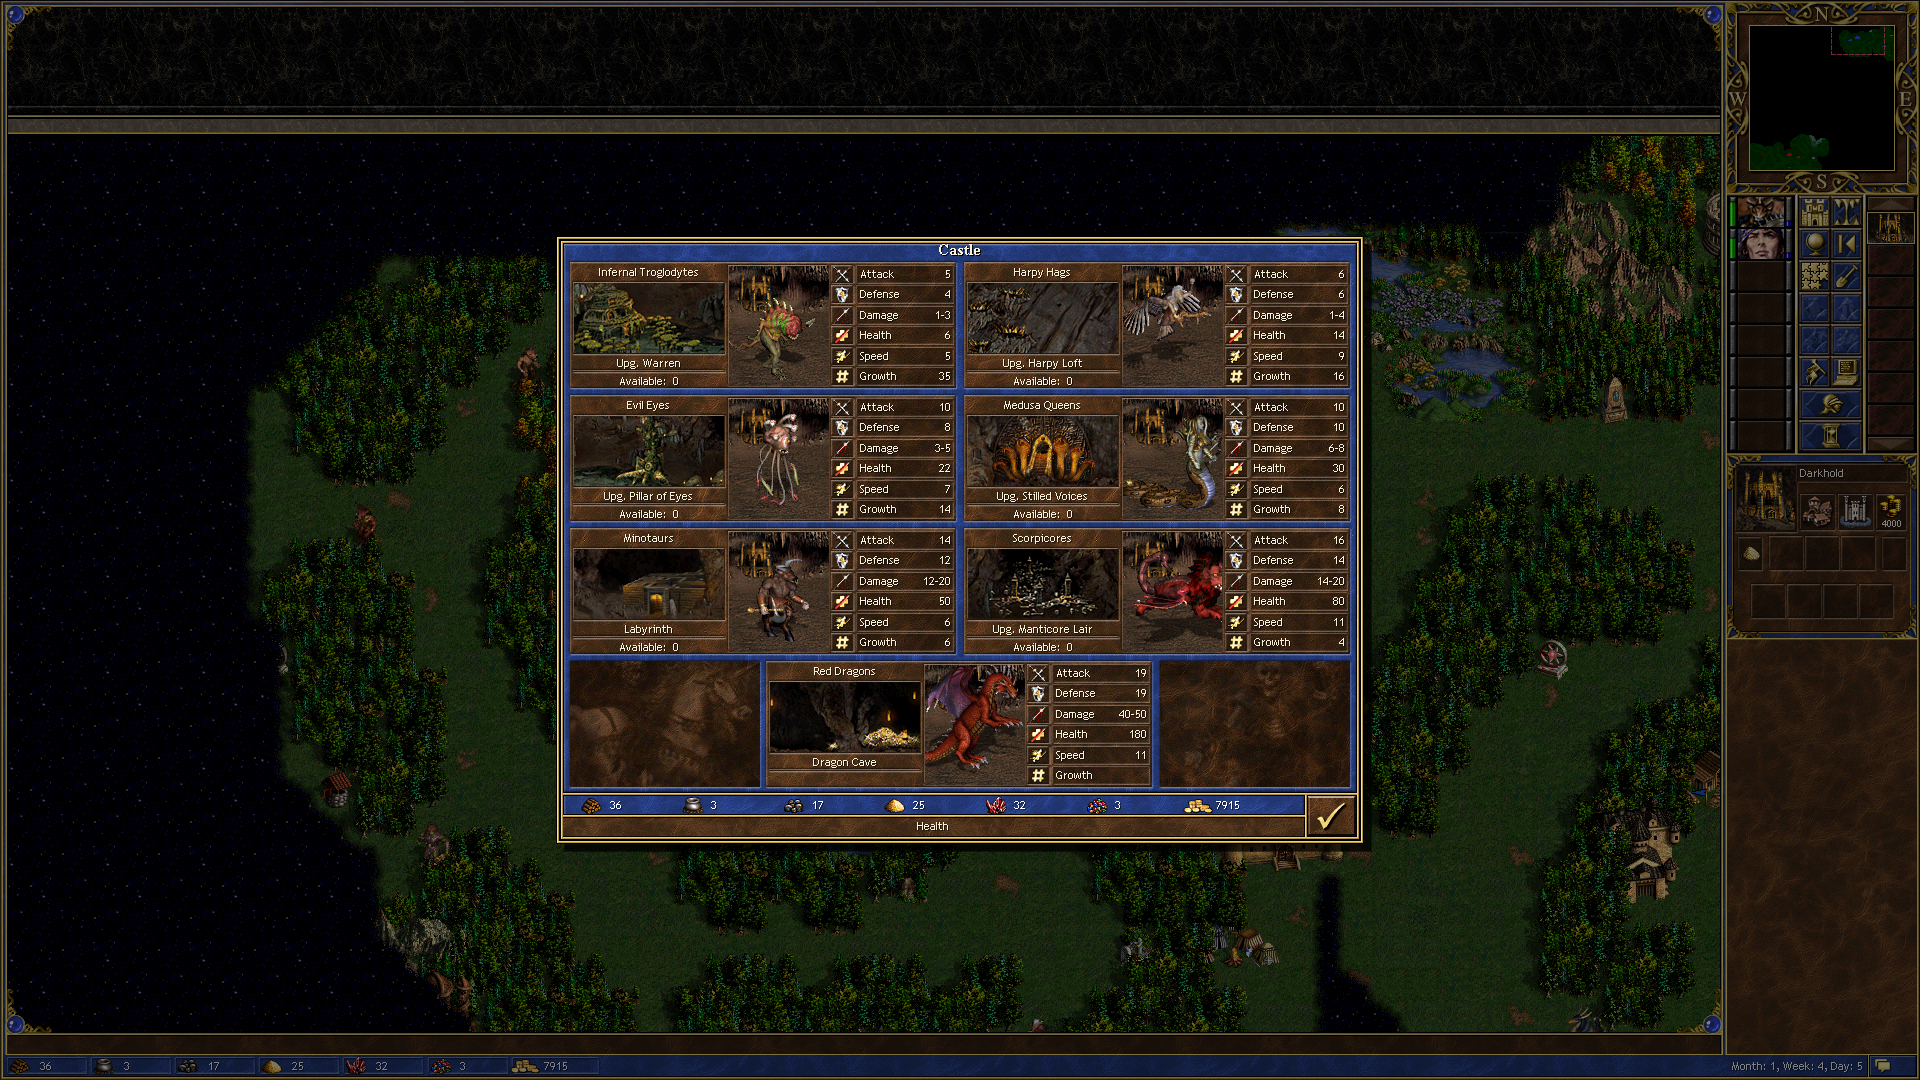 N
W
E
S
Castle
Infernal Troglodytes
Attack 5
Defense 4
Damage 1-3
Health 6
Speed 5
Growth 35
Upg. Warren
Available: 0
Harpy Hags
Attack 6
Defense 6
Damage 1-4
Health 14
Speed 9
Growth 16
Upg. Harpy Loft
Available: 0
Evil Eyes
Attack 10
Defense 8
Damage 3-5
Health 22
Speed 7
Growth 14
Upg. Pillar of Eyes
Available: 0
Medusa Queens
Attack 10
Defense 10
Damage 6-8
Health 30
Speed 6
Growth 8
Upg. Stilled Voices
Available: 0
Minotaurs
Attack 14
Defense 12
Damage 12-20
Health 50
Speed 6
Growth 6
Labyrinth
Available: 0
Scorpicores
Attack 16
Defense 14
Damage 14-20
Health 80
Speed 11
Growth 4
Upg. Manticore Lair
Available: 0
Red Dragons
Attack 19
Defense 19
Damage 40-50
Health 180
Speed 11
Growth
Dragon Cave
36 3 17 25 32 3 7915
Health
Darkhold
4000
36 3 17 25 32 3 7915
Month: 1, Week: 4, Day: 5